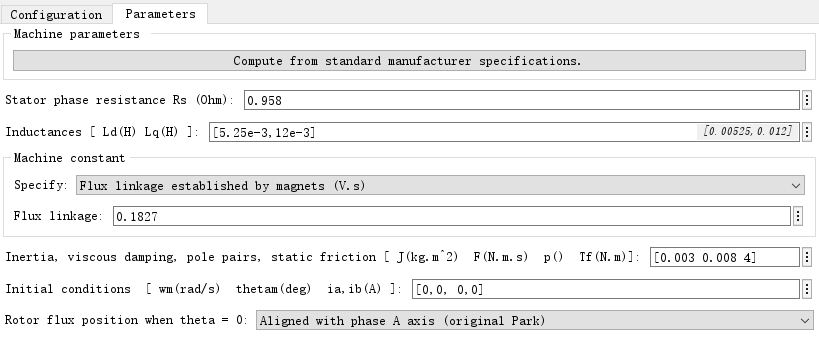 Configuration Parameters
Machine parameters
Compute from standard manufacturer specifications.
Stator phase resistance Rs (Ohm): 0.958
Inductances [ Ld(H) Lq(H) ]: [5.25e-3,12e-3] [0.00525,0.012]
Machine constant
Specify: Flux linkage established by magnets (V.s)
Flux linkage: 0.1827
Inertia, viscous damping, pole pairs, static friction [ J(kg.m^2) F(N.m.s) p() Tf(N.m)]: [0.003 0.008 4]
Initial conditions [ wm(rad/s) thetam(deg) ia,ib(A) ]: [0,0, 0,0]
Rotor flux position when theta = 0: Aligned with phase A axis (original Park)